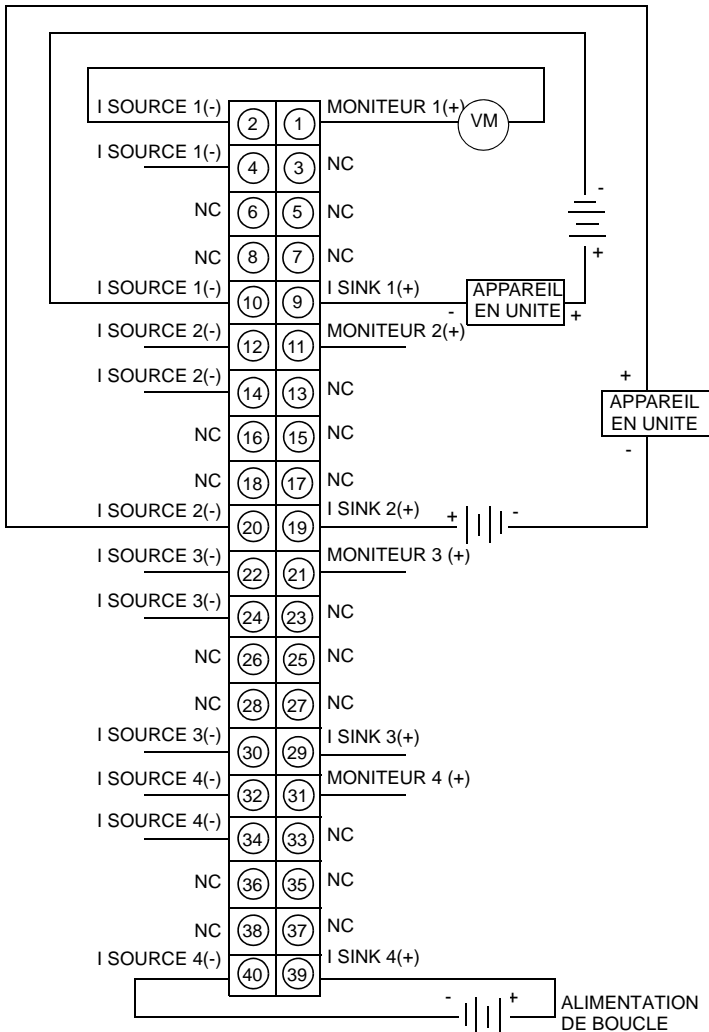 I SOURCE 1(-) 2 1 MONITEUR 1(+) VM
I SOURCE 1(-) 4 3 NC
NC 6 5 NC
-
NC 8 7 NC
+
I SOURCE 1(-) 10 9 I SINK 1(+) - APPAREIL
EN UNITE +
I SOURCE 2(-) 12 11 MONITEUR 2(+)
I SOURCE 2(-) 14 13 NC
+
APPAREIL
EN UNITE
-
NC 16 15 NC
NC 18 17 NC
I SOURCE 2(-) 20 19 I SINK 2(+) + -
I SOURCE 3(-) 22 21 MONITEUR 3 (+)
I SOURCE 3(-) 24 23 NC
NC 26 25 NC
NC 28 27 NC
I SOURCE 3(-) 30 29 I SINK 3(+)
I SOURCE 4(-) 32 31 MONITEUR 4 (+)
I SOURCE 4(-) 34 33 NC
NC 36 35 NC
NC 38 37 NC
I SOURCE 4(-) 40 39 I SINK 4(+)
- + ALIMENTATION
DE BOUCLE